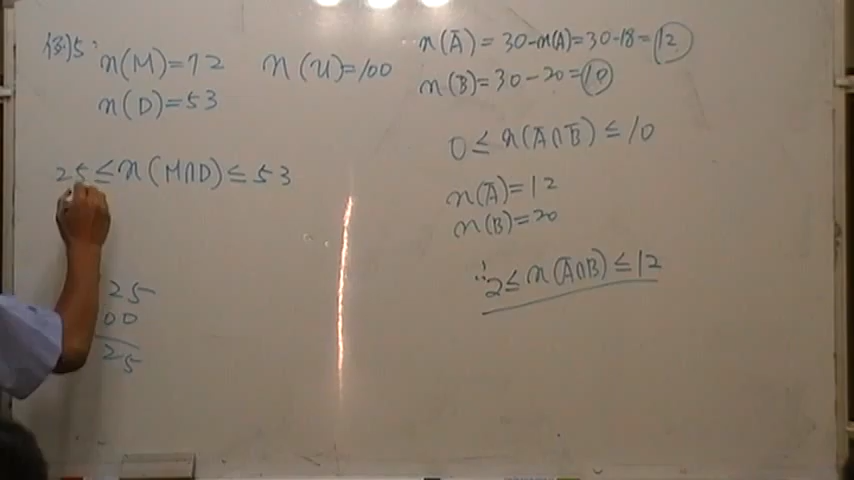 例5:
n(M)=72 n(U)=100
n(D)=53
25≤n(M∩D)≤53
25
00
25
n(Ā)=30-n(A)=30-18=12
n(B̄)=30-20=10
0≤n(Ā∩B̄)≤10
n(Ā)=12
n(B)=20
∴2≤n(Ā∩B)≤12